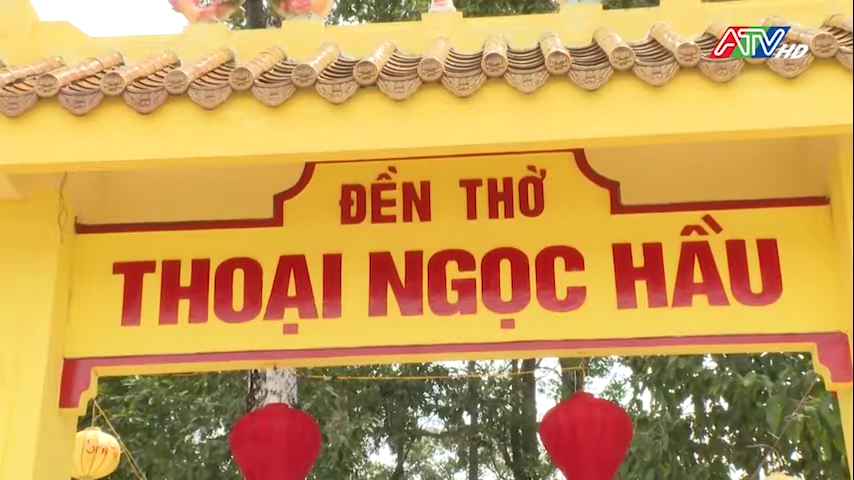 ATV HD
ĐỀN THỜ
THOẠI NGỌC HẦU